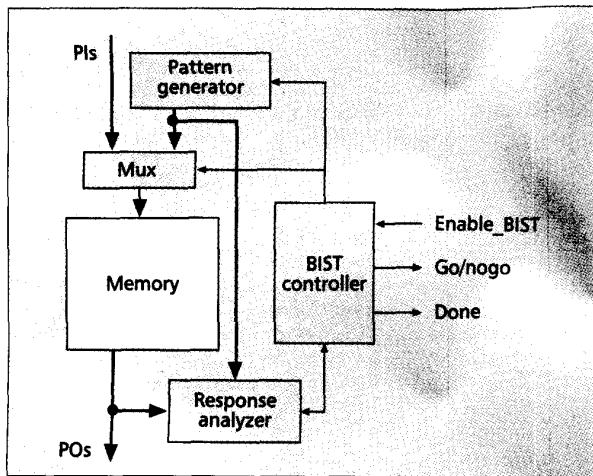 PIs
Pattern
generator
Mux
Memory
BIST
controller
Enable_BIST
Go/nogo
Done
Response
analyzer
POs